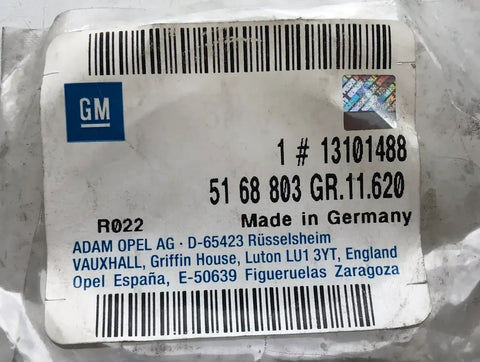 GM
1 # 13101488
51 68 803 GR.11.620
R022 Made in Germany
ADAM OPEL AG · D-65423 Rüsselsheim
VAUXHALL, Griffin House, Luton LU1 3YT, England
Opel España, E-50639 Figueruelas Zaragoza